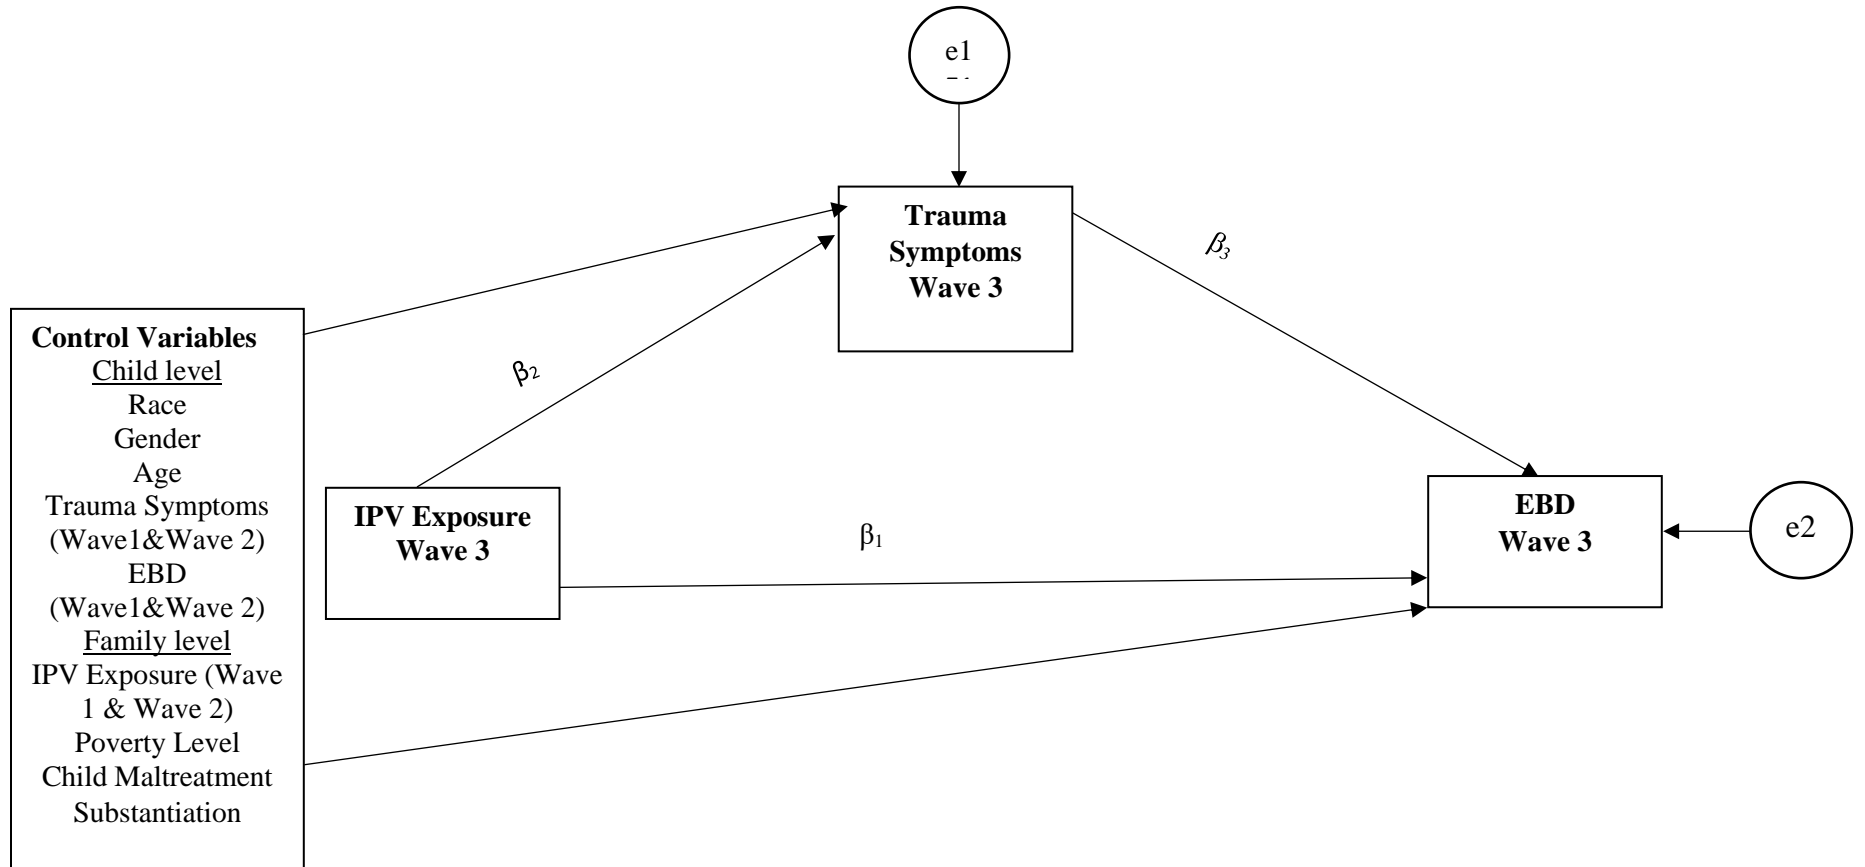 e1
Trauma
Symptoms
Wave 3
β3
Control Variables
Child level
Race
Gender
Age
Trauma Symptoms
(Wave1&Wave 2)
EBD
(Wave1&Wave 2)
Family level
IPV Exposure (Wave
1 & Wave 2)
Poverty Level
Child Maltreatment
Substantiation
β2
IPV Exposure
Wave 3
β1
EBD
Wave 3
e2